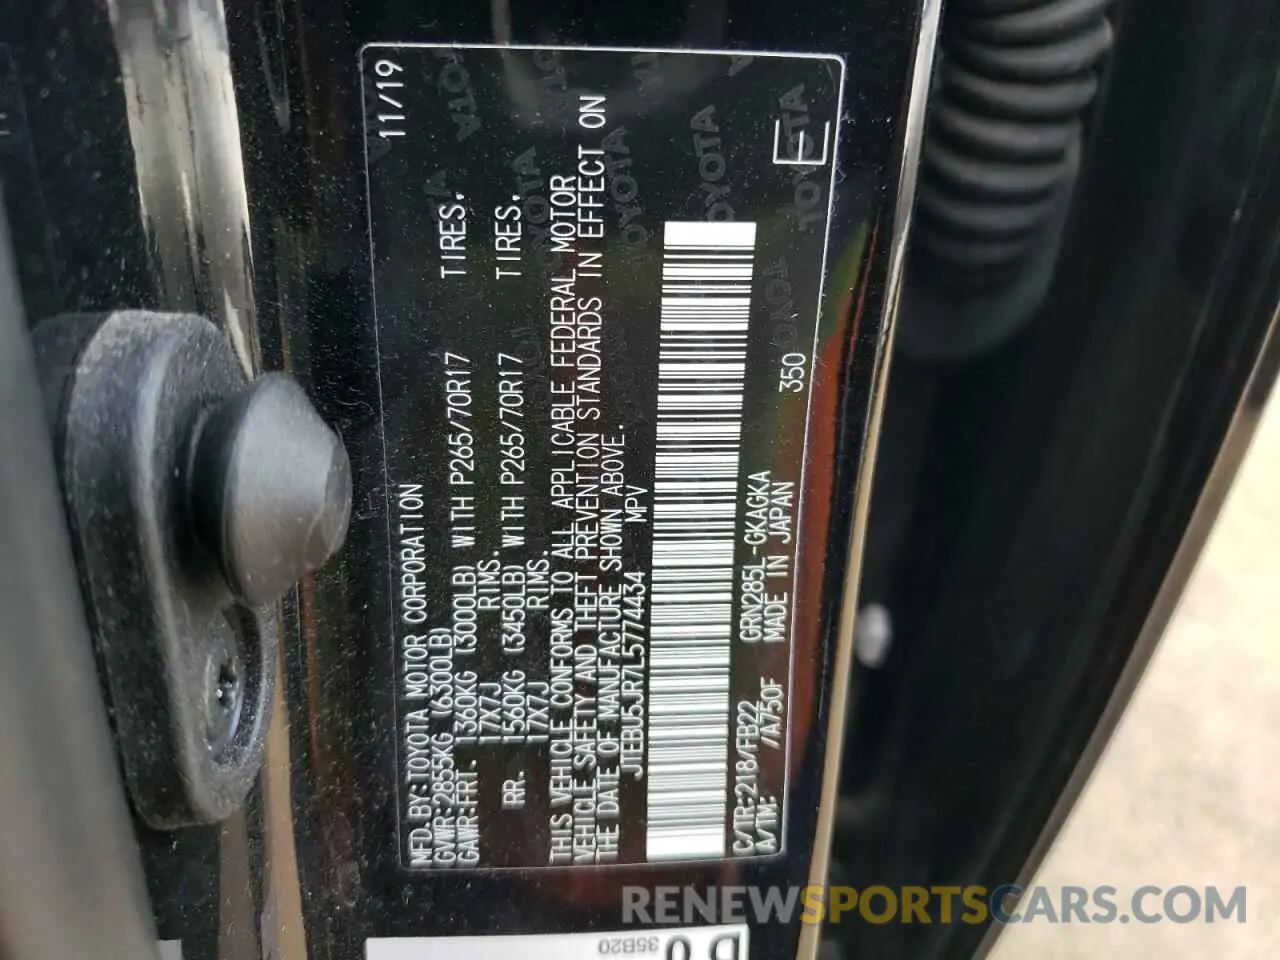 MFD. BY: TOYOTA MOTOR CORPORATION 11/19
GVWR: 2855KG (6300LB)
GAWR: FRT. 1360KG (3000LB) WITH P265/70R17 TIRES,
17X7J RIMS.
RR. 1560KG (3450LB) WITH P265/70R17 TIRES,
17X7J RIMS.
THIS VEHICLE CONFORMS TO ALL APPLICABLE FEDERAL MOTOR
VEHICLE SAFETY AND THEFT PREVENTION STANDARDS IN EFFECT ON
THE DATE OF MANUFACTURE SHOWN ABOVE.
JTEBU5JR7L5774434 MPV
C/TR:218/FB22 GRN285L-GKAGKA
A/TM: /A750F MADE IN JAPAN 350
35B20
RENEWSPORTSCARS.COM